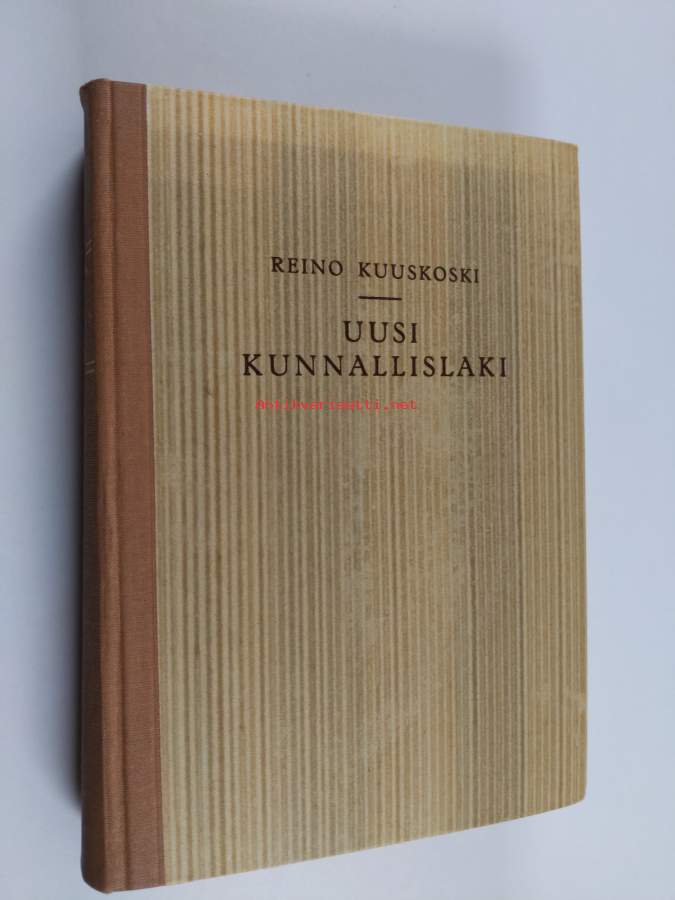 REINO KUUSKOSKI
UUSI
KUNNALLISLAKI
Antikvariaatti.net